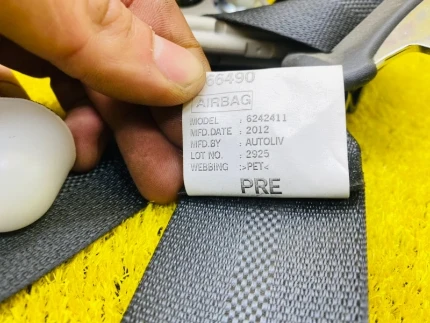 66490
AIRBAG
MODEL : 6242411
MFD.DATE : 2012
MFD.BY : AUTOLIV
LOT NO. : 2925
WEBBING :>PET<
PRE